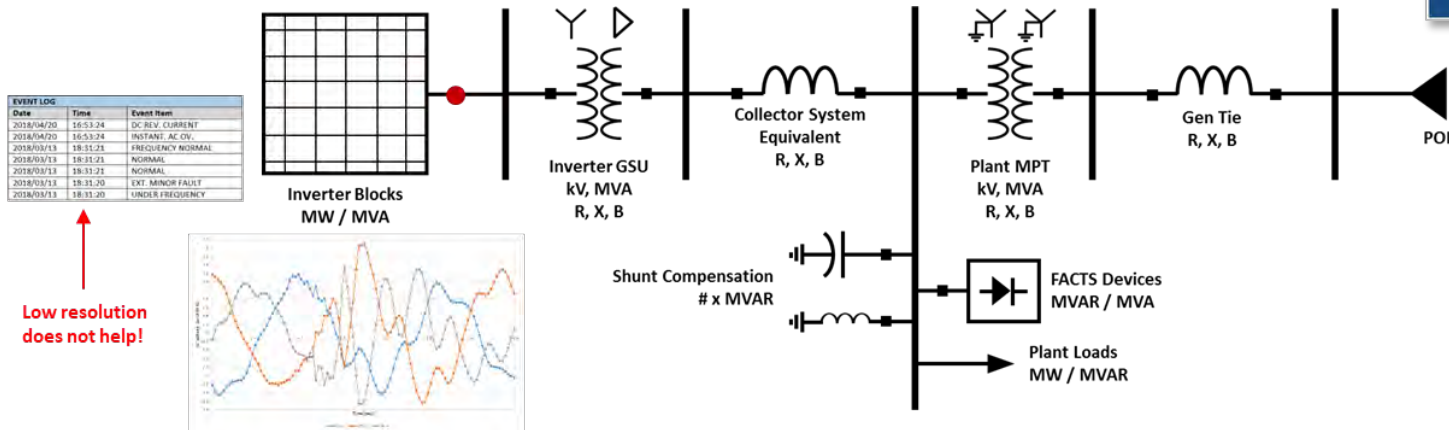 EVENT LOG
Date Time Event Item
2018/04/20 16:53:24 DC REV. CURRENT
2018/04/20 16:53:24 INSTANT. AC OV.
2018/03/13 18:31:21 FREQUENCY NORMAL
2018/03/13 18:31:21 NORMAL
2018/03/13 18:31:21 NORMAL
2018/03/13 18:31:20 EXT. MINOR FAULT
2018/03/13 18:31:20 UNDER FREQUENCY
Low resolution
does not help!
Inverter Blocks
MW / MVA
Inverter GSU
kV, MVA
R, X, B
Collector System
Equivalent
R, X, B
Plant MPT
kV, MVA
R, X, B
Gen Tie
R, X, B
POI
Shunt Compensation
# x MVAR
FACTS Devices
MVAR / MVA
Plant Loads
MW / MVAR